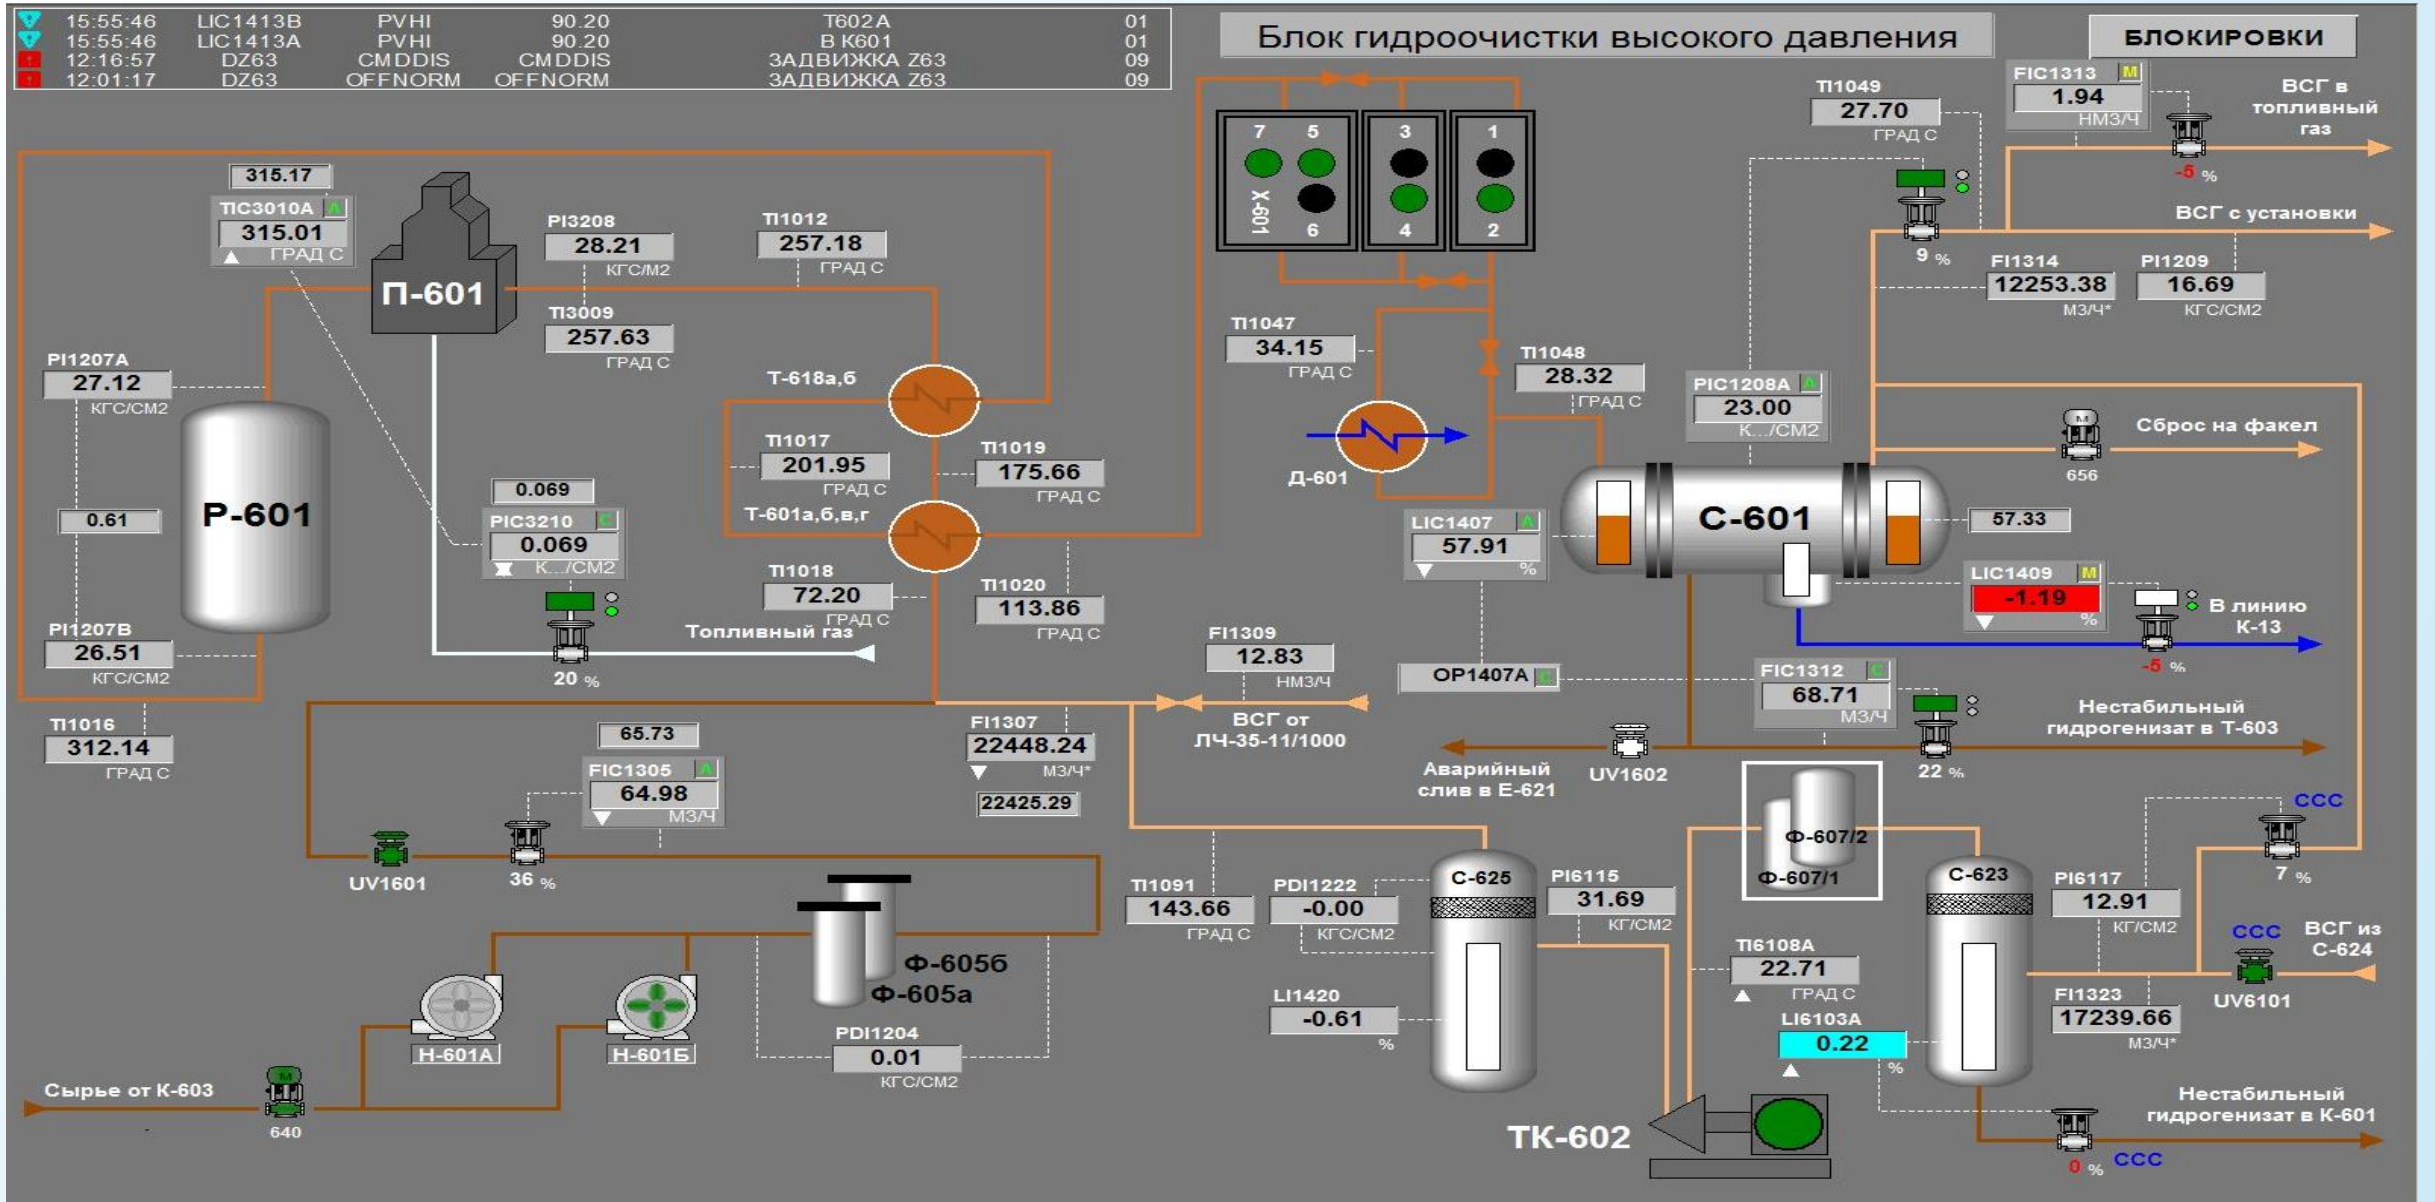 15:55:46 LIC1413B PVHI 90.20 Т602А 01
15:55:46 LIC1413A PVHI 90.20 В К601 01
12:16:57 DZ63 CMDDIS CMDDIS ЗАДВИЖКА Z63 09
12:01:17 DZ63 OFFNORM OFFNORM ЗАДВИЖКА Z63 09
Блок гидроочистки высокого давления
БЛОКИРОВКИ
FIC1313 M
1.94
НМ3/Ч
-5 %
ВСГ в
топливный
газ
TI1049
27.70
ГРАД С
9 %
ВСГ с установки
FI1314
12253.38
М3/Ч*
PI1209
16.69
КГС/СМ2
7 5
Х-601
6
3
4
1
2
315.17
TIC3010A A
315.01
ГРАД С
П-601
PI3208
28.21
КГС/М2
TI1012
257.18
ГРАД С
TI3009
257.63
ГРАД С
PI1207A
27.12
КГС/СМ2
0.61
Р-601
PI1207B
26.51
КГС/СМ2
TI1016
312.14
ГРАД С
0.069
PIC3210 C
0.069
К.../СМ2
20 %
Топливный газ
Т-618а,б
TI1017
201.95
ГРАД С
TI1019
175.66
ГРАД С
Т-601а,б,в,г
TI1018
72.20
ГРАД С
TI1020
113.86
ГРАД С
TI1047
34.15
ГРАД С
TI1048
28.32
ГРАД С
Д-601
PIC1208A A
23.00
К.../СМ2
Сброс на факел
656
С-601
57.33
LIC1407 A
57.91
%
LIC1409 M
-1.19
%
В линию
К-13
-5 %
FI1309
12.83
НМ3/Ч
ВСГ от
ЛЧ-35-11/1000
OP1407A C
FIC1312 C
68.71
М3/Ч
Нестабильный
гидрогенизат в Т-603
22 %
UV1602
Аварийный
слив в Е-621
FI1307
22448.24
М3/Ч*
22425.29
65.73
FIC1305 A
64.98
М3/Ч
UV1601
36 %
Ф-605б
Ф-605а
PDI1204
0.01
КГС/СМ2
Н-601А
Н-601Б
Сырье от К-603
640
TI1091
143.66
ГРАД С
PDI1222
-0.00
КГС/СМ2
LI1420
-0.61
%
С-625
PI6115
31.69
КГ/СМ2
Ф-607/2
Ф-607/1
TI6108A
22.71
ГРАД С
LI6103A
0.22
%
С-623
PI6117
12.91
КГ/СМ2
ССС
7 %
ССС
ВСГ из
С-624
UV6101
FI1323
17239.66
М3/Ч*
ТК-602
Нестабильный
гидрогенизат в К-601
0 % ССС